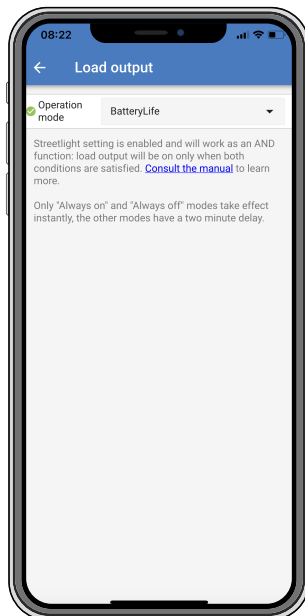 08:22
Load output
Operation
mode
BatteryLife
Streetlight setting is enabled and will work as an AND
function: load output will be on only when both
conditions are satisfied. Consult the manual to learn
more.
Only "Always on" and "Always off" modes take effect
instantly, the other modes have a two minute delay.